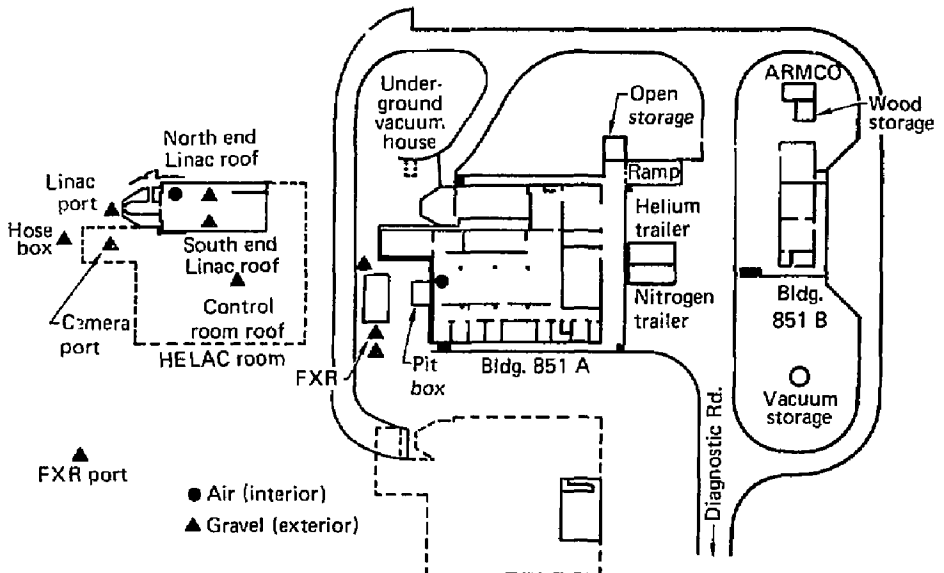 ARMCO
Under-
ground
vacuum
house
Open
storage
Wood
storage
North end
Linac roof
Linac
port
Ramp
Helium
trailer
Hose
box
South end
Linac roof
Nitrogen
trailer
Bldg.
851 B
Control
room roof
Camera
port
HELAC room
FXR
Pit
box
Bldg. 851 A
Vacuum
storage
Diagnostic Rd.
FXR port
Air (interior)
Gravel (exterior)